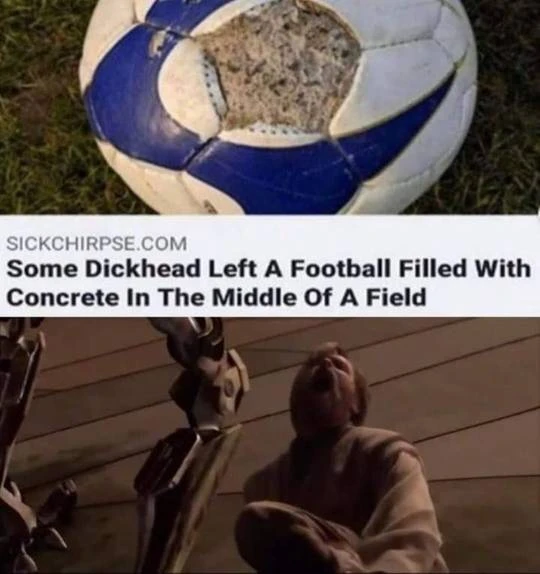 SICKCHIRPSE.COM
Some Dickhead Left A Football Filled With
Concrete In The Middle Of A Field